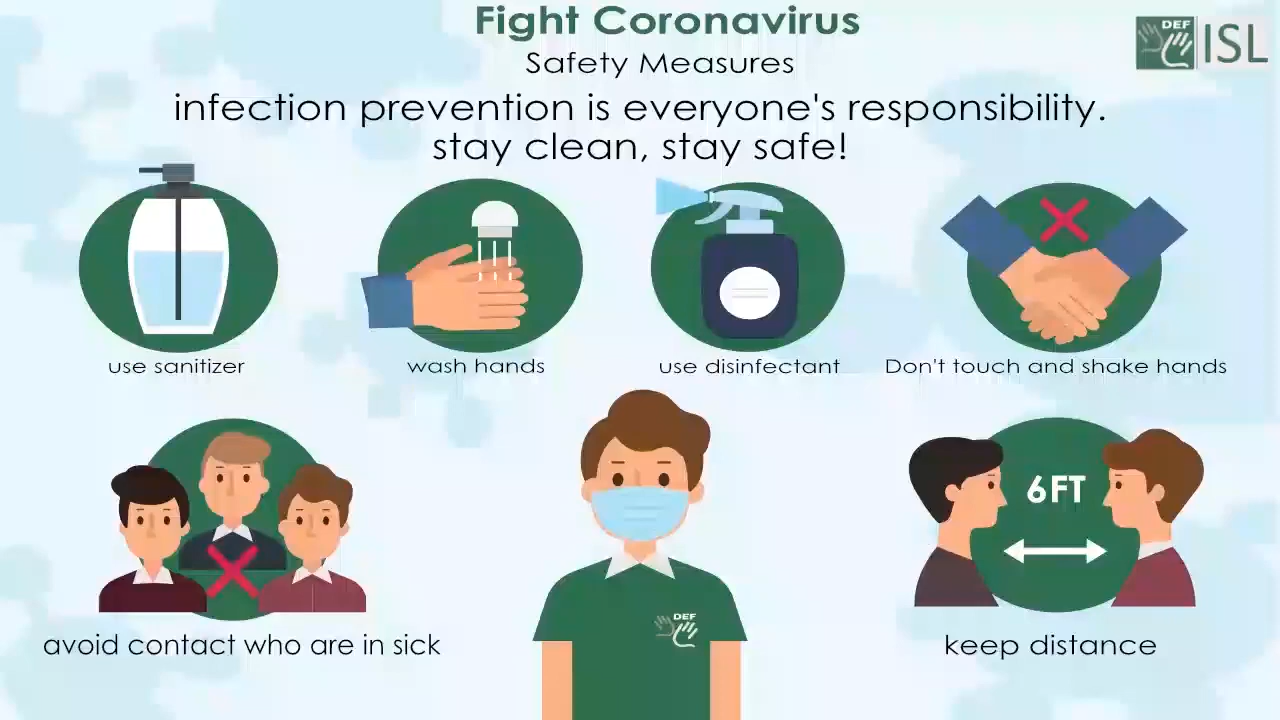 Fight Coronavirus
DEF
ISL
Safety Measures
infection prevention is everyone's responsibility.
stay clean, stay safe!
use sanitizer
wash hands
use disinfectant
Don't touch and shake hands
6FT
DEF
avoid contact who are in sick
keep distance